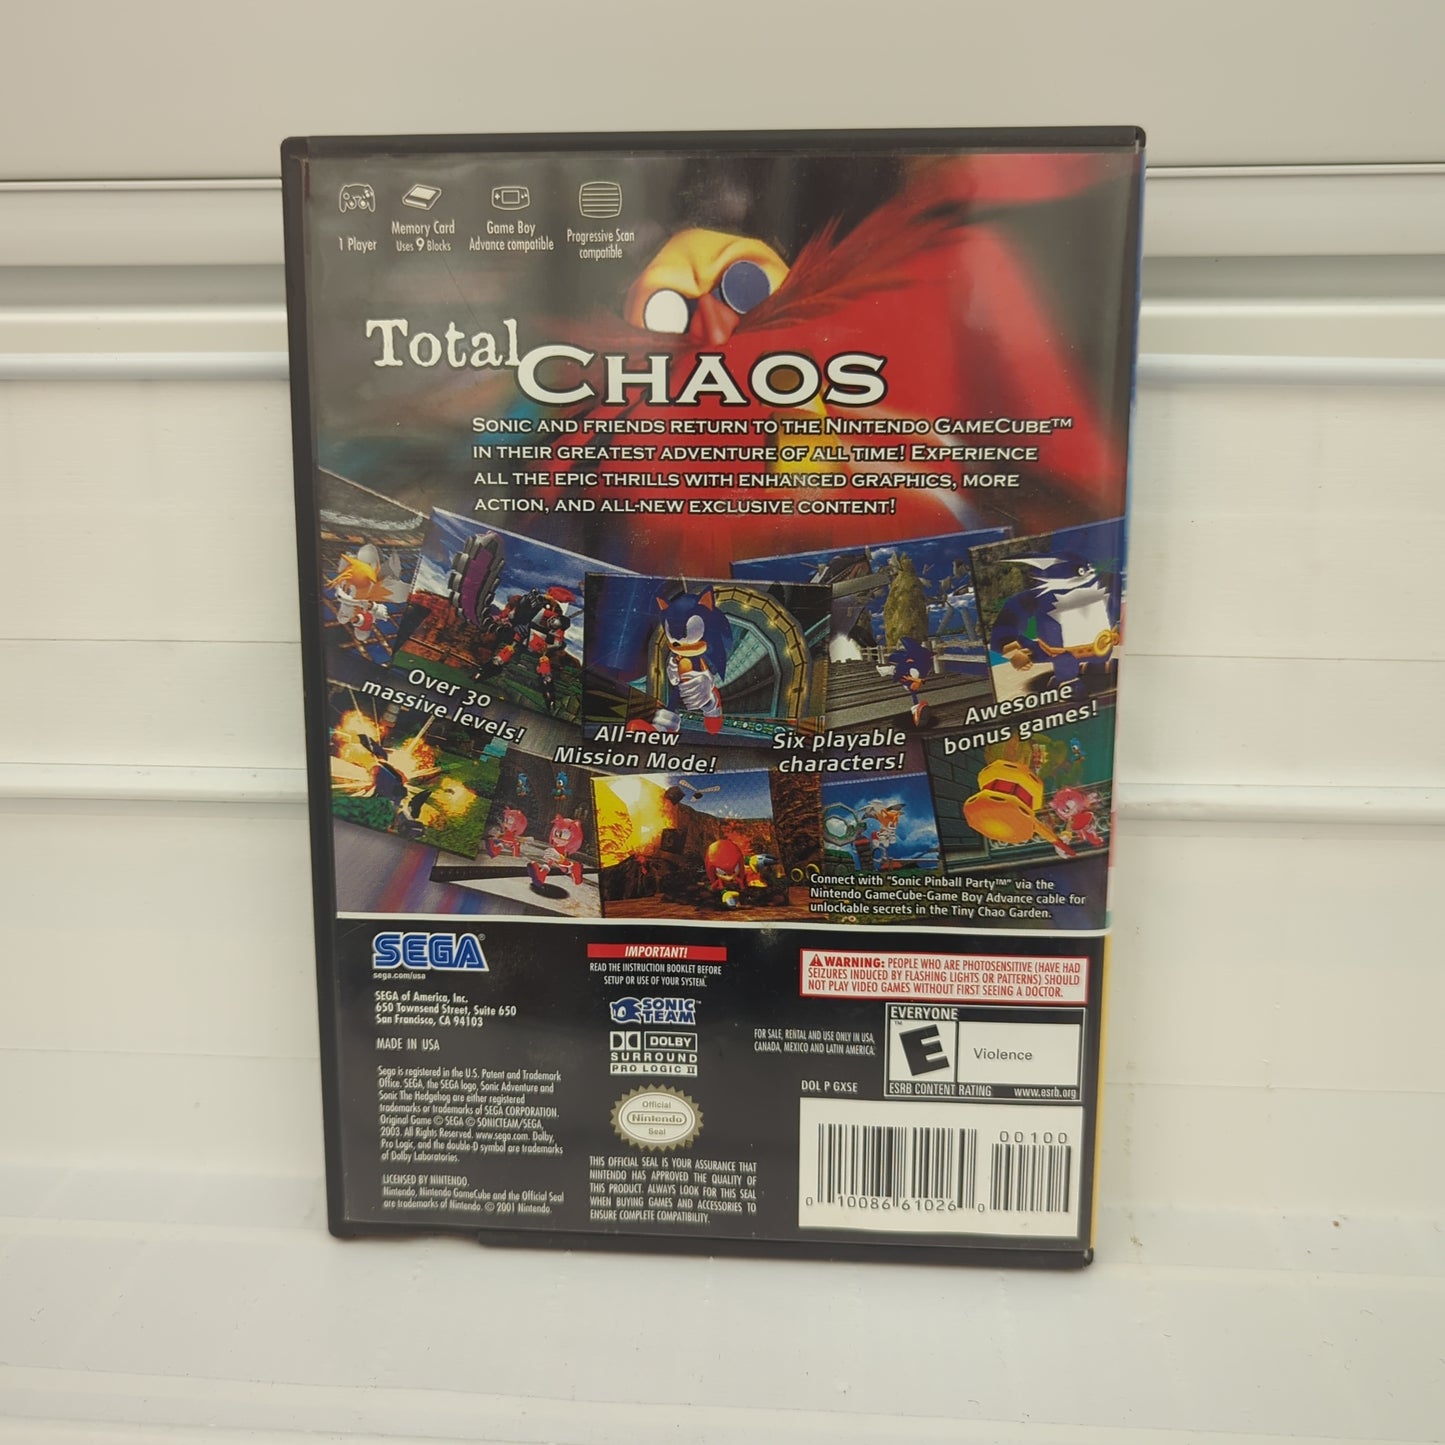 1 Player
Memory Card
Uses 9 Blocks
Game Boy
Advance compatible
Progressive Scan
compatible
Total
CHAOS
SONIC AND FRIENDS RETURN TO THE NINTENDO GAMECUBE™
IN THEIR GREATEST ADVENTURE OF ALL TIME! EXPERIENCE
ALL THE EPIC THRILLS WITH ENHANCED GRAPHICS, MORE
ACTION, AND ALL-NEW EXCLUSIVE CONTENT!
Over 30
massive levels!
All-new
Mission Mode!
Six playable
characters!
Awesome
bonus games!
Connect with "Sonic Pinball Party™" via the
Nintendo GameCube-Game Boy Advance cable for
unlockable secrets in the Tiny Chao Garden.
SEGA®
sega.com/usa
SEGA of America, Inc.
650 Townsend Street, Suite 650
San Francisco, CA 94103
MADE IN USA
Sega is registered in the U.S. Patent and Trademark
Office. SEGA, the SEGA logo, Sonic Adventure and
Sonic The Hedgehog are either registered
trademarks or trademarks of SEGA CORPORATION.
Original Game © SEGA © SONICTEAM/SEGA,
2003. All Rights Reserved. www.sega.com. Dolby,
Pro Logic, and the double-D symbol are trademarks
of Dolby Laboratories.
LICENSED BY NINTENDO.
Nintendo, Nintendo GameCube and the Official Seal
are trademarks of Nintendo. © 2001 Nintendo.
IMPORTANT!
READ THE INSTRUCTION BOOKLET BEFORE
SETUP OR USE OF YOUR SYSTEM.
SONIC
TEAM™
DOLBY
SURROUND
PRO LOGIC II
Official
Nintendo
Seal
THIS OFFICIAL SEAL IS YOUR ASSURANCE THAT
NINTENDO HAS APPROVED THE QUALITY OF
THIS PRODUCT. ALWAYS LOOK FOR THIS SEAL
WHEN BUYING GAMES AND ACCESSORIES TO
ENSURE COMPLETE COMPATIBILITY.
WARNING: PEOPLE WHO ARE PHOTOSENSITIVE (HAVE HAD
SEIZURES INDUCED BY FLASHING LIGHTS OR PATTERNS) SHOULD
NOT PLAY VIDEO GAMES WITHOUT FIRST SEEING A DOCTOR.
FOR SALE, RENTAL AND USE ONLY IN USA,
CANADA, MEXICO AND LATIN AMERICA.
EVERYONE
™
E
Violence
ESRB CONTENT RATING www.esrb.org
DOL P GXSE
00100
0 10086 61026 0